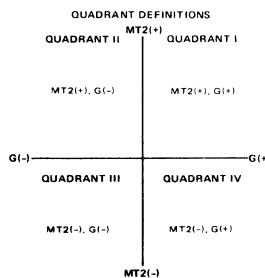 QUADRANT DEFINITIONS
MT2(+)
QUADRANT II QUADRANT I
MT2(+), G(-) MT2(+), G(+)
G(-) G(+
QUADRANT III QUADRANT IV
MT2(-), G(-) MT2(-), G(+)
MT2(-)